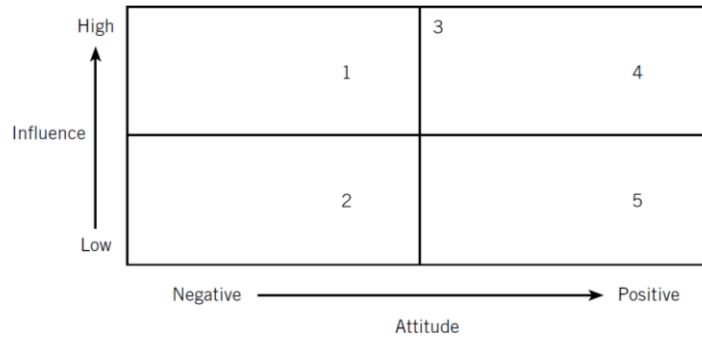 High
3
1
4
Influence
2
5
Low
Negative
Positive
Attitude